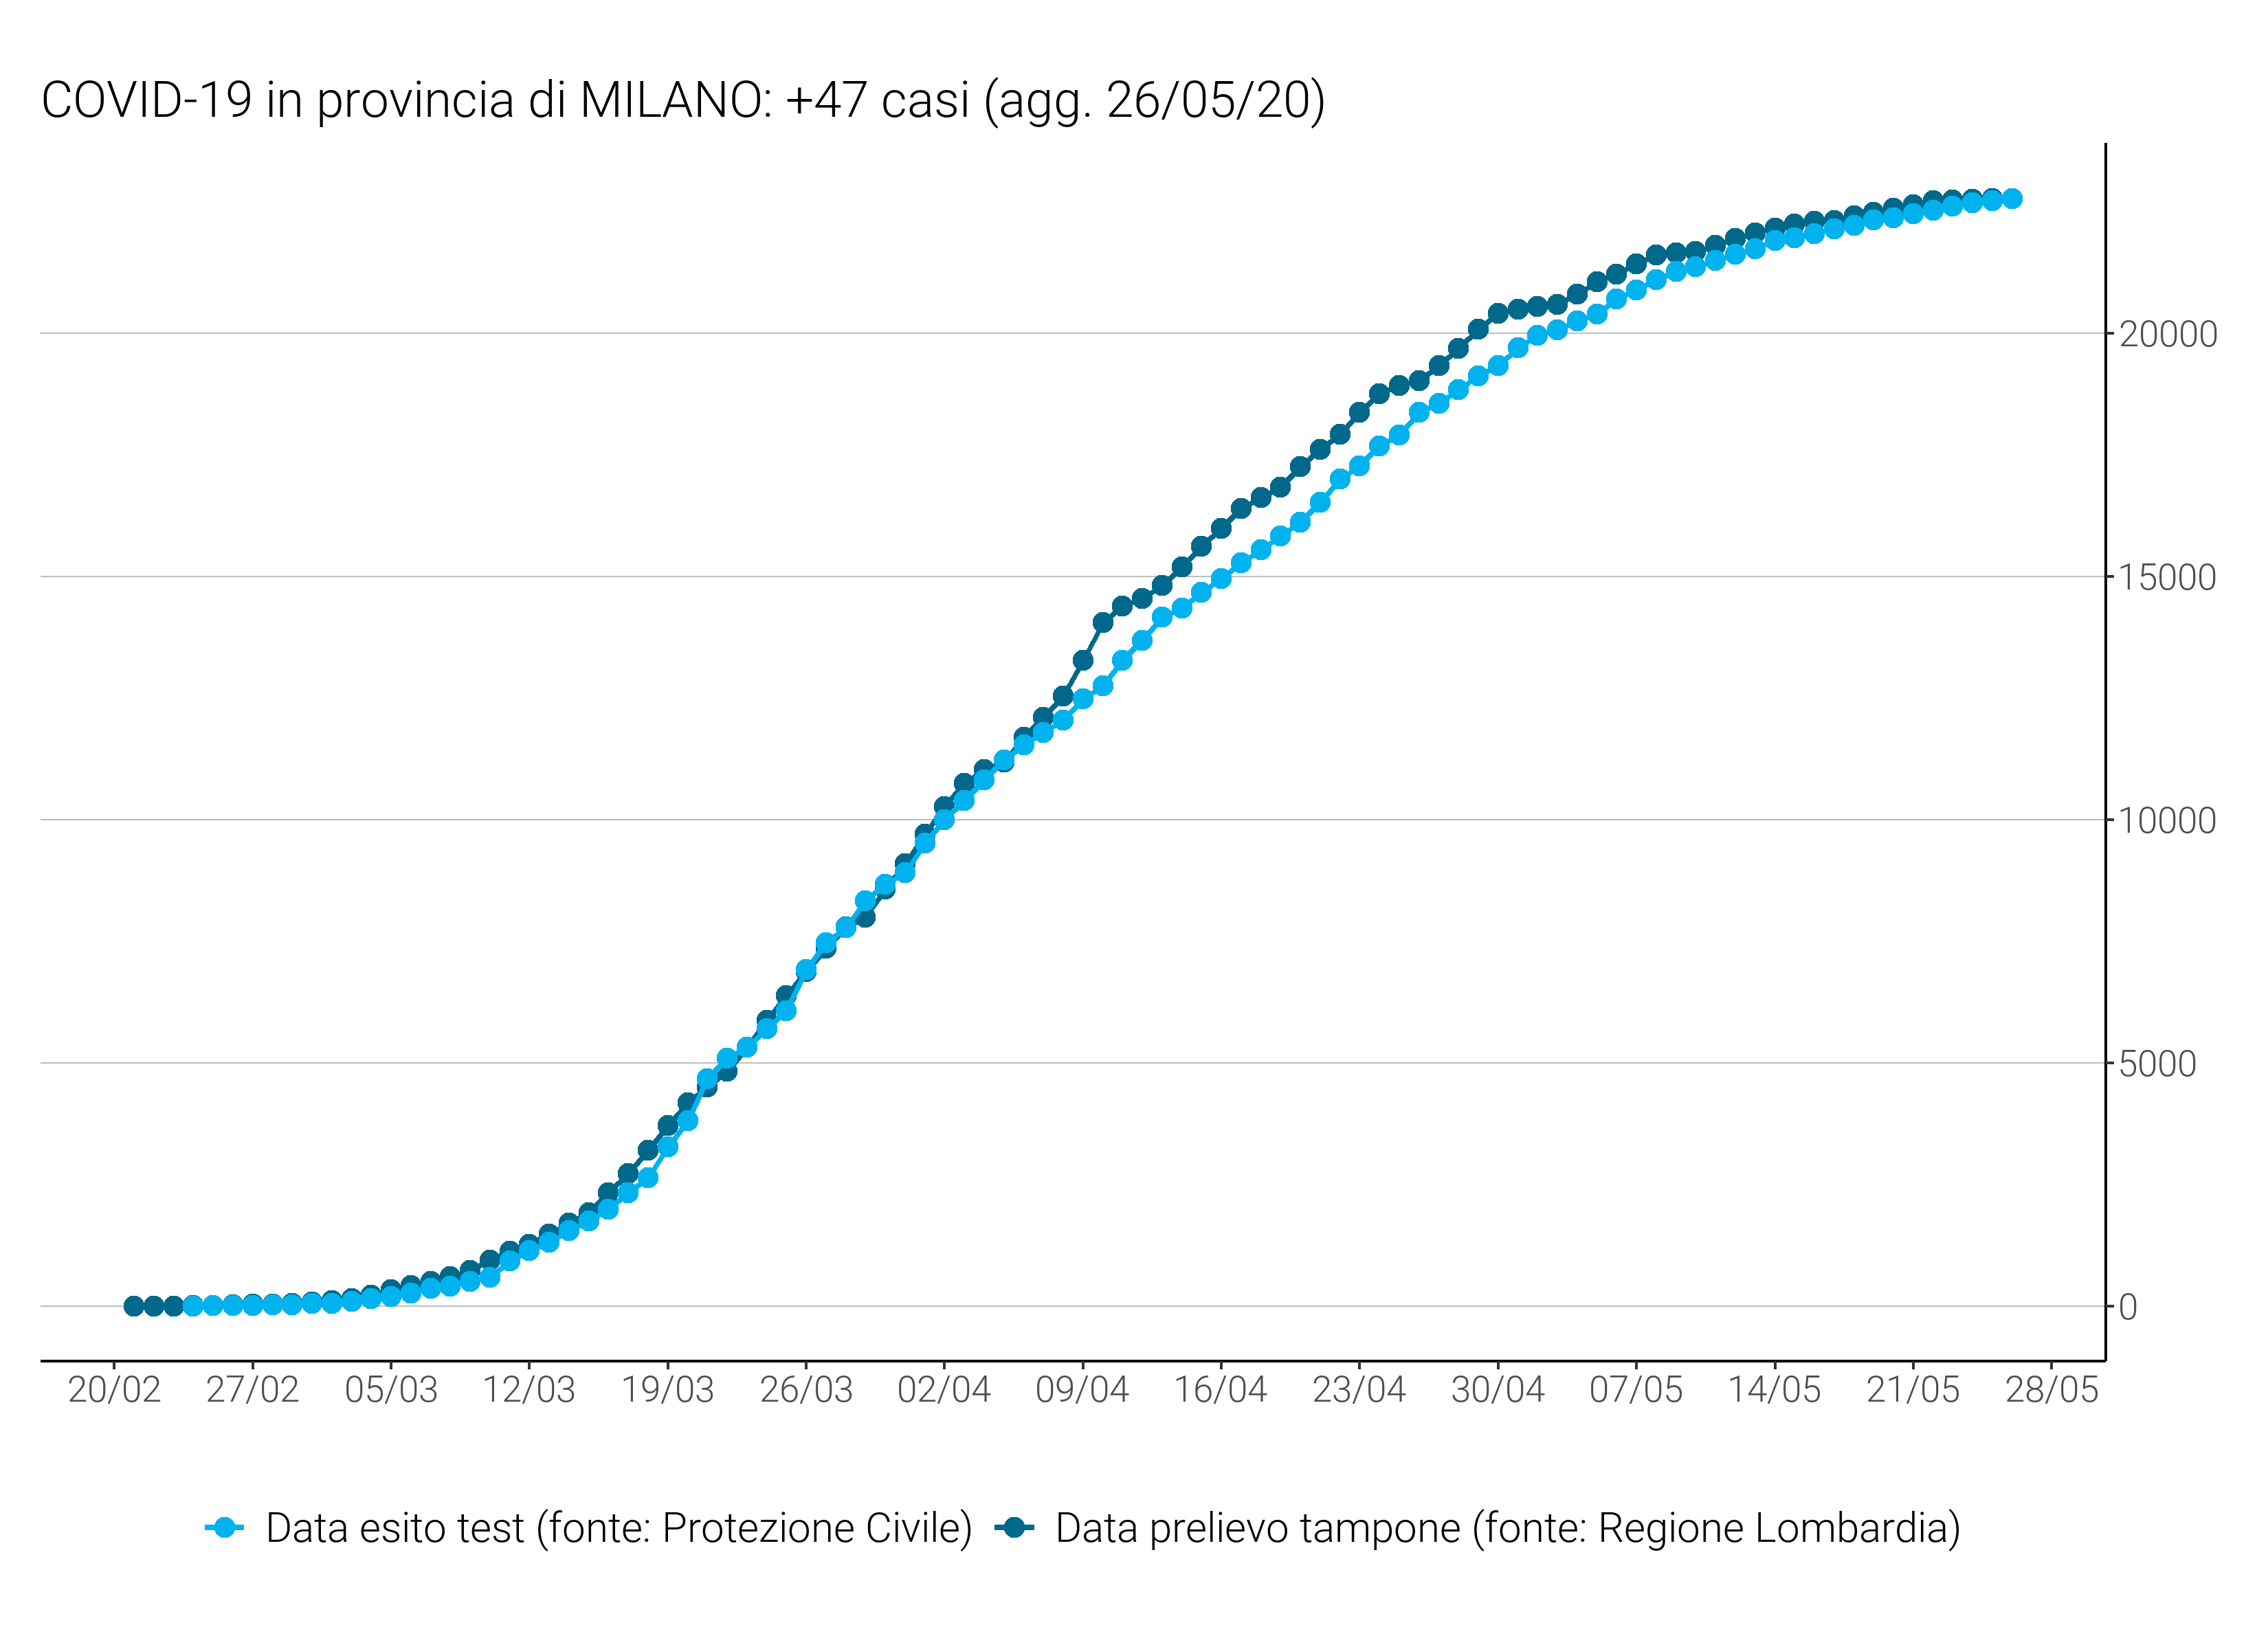 COVID-19 in provincia di MILANO: +47 casi (agg. 26/05/20)
20000
15000
10000
5000
0
20/02 27/02 05/03 12/03 19/03 26/03 02/04 09/04 16/04 23/04 30/04 07/05 14/05 21/05 28/05
Data esito test (fonte: Protezione Civile) Data prelievo tampone (fonte: Regione Lombardia)